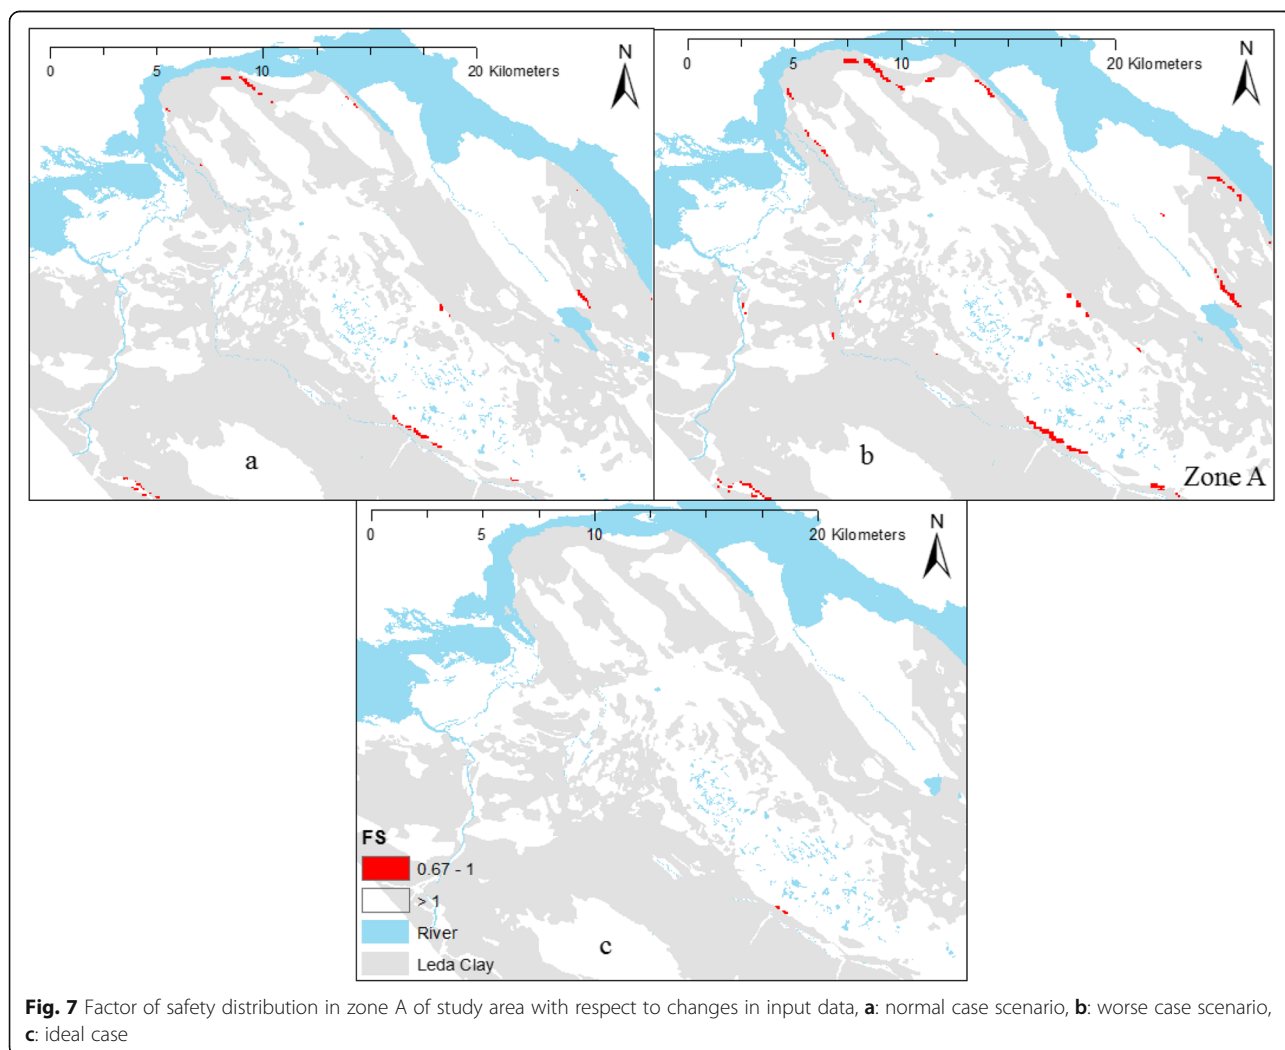 0 5 10 20 Kilometers
N
a
0 5 10 20 Kilometers
N
b
Zone A
0 5 10 20 Kilometers
N
FS
0.67 - 1
> 1
River
Leda Clay
c
Fig. 7 Factor of safety distribution in zone A of study area with respect to changes in input data, a: normal case scenario, b: worse case scenario,
c: ideal case